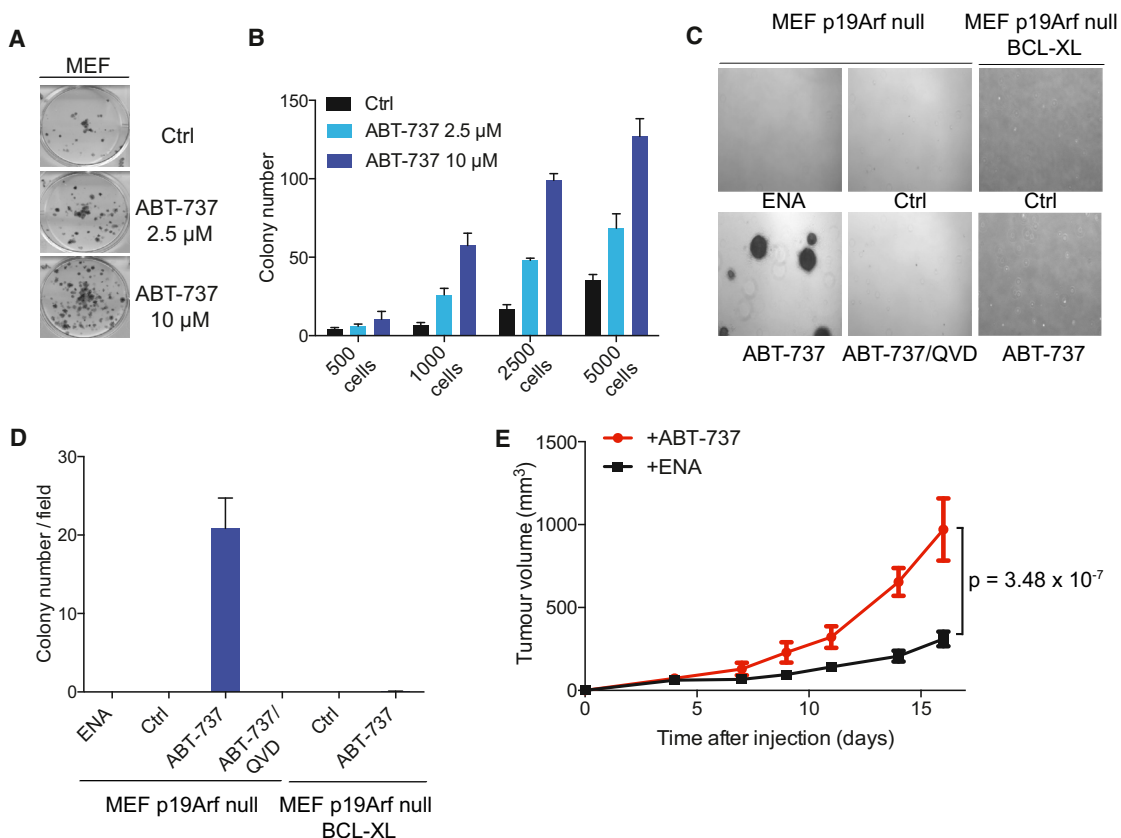 A
MEF
Ctrl
ABT-737
2.5 µM
ABT-737
10 µM
B
Colony number
150
100
50
0
Ctrl
ABT-737 2.5 µM
ABT-737 10 µM
500
cells
1000
cells
2500
cells
5000
cells
C
MEF p19Arf null
MEF p19Arf null
BCL-XL
ENA
Ctrl
Ctrl
ABT-737
ABT-737/QVD
ABT-737
D
Colony number / field
30
20
10
0
ENA
Ctrl
ABT-737
ABT-737/
QVD
Ctrl
ABT-737
MEF p19Arf null
MEF p19Arf null
BCL-XL
E
Tumour volume (mm³)
1500
1000
500
0
+ABT-737
+ENA
p = 3.48 x 10⁻⁷
0
5
10
15
Time after injection (days)